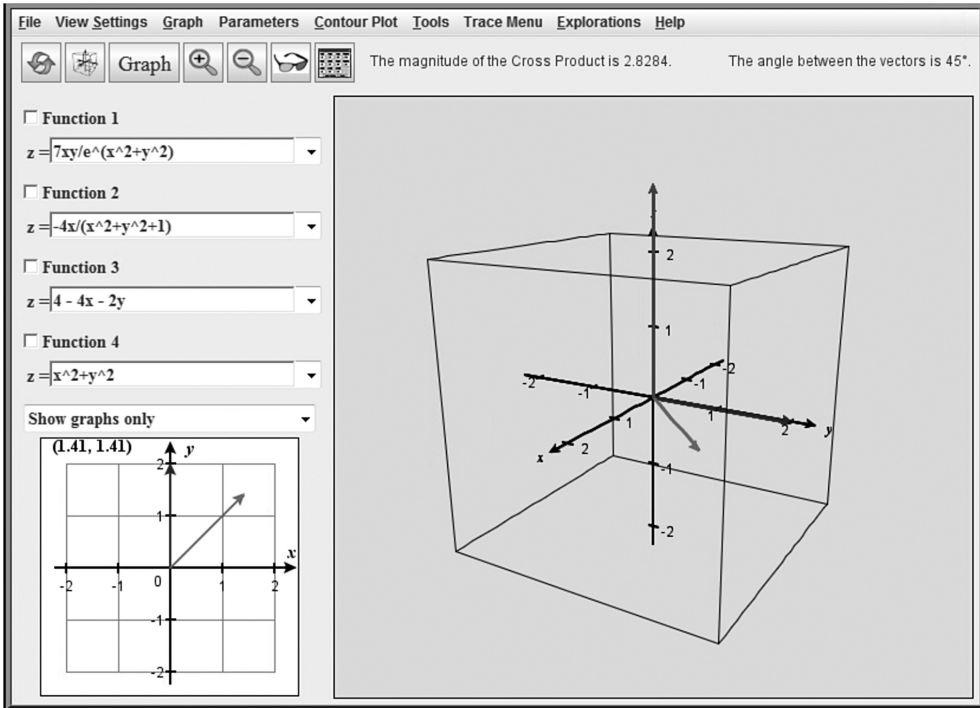 File View Settings Graph Parameters Contour Plot Tools Trace Menu Explorations Help
Graph The magnitude of the Cross Product is 2.8284. The angle between the vectors is 45°.
Function 1
z = 7xy/e^(x^2+y^2)
Function 2
z = -4x/(x^2+y^2+1)
Function 3
z = 4 - 4x - 2y
Function 4
z = x^2+y^2
Show graphs only
(1.41, 1.41) y
2
1
x
-2 -1 0 1 2
-1
-2
2
1
-2 -2
-1 -1
1 1
2 2 y
x
-1
-2